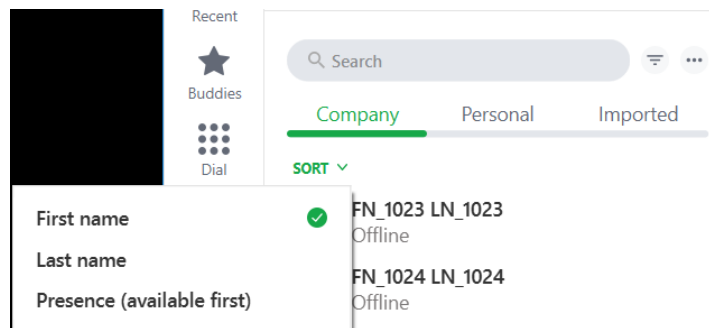 Recent
Search
Buddies
Company Personal Imported
Dial
SORT
First name
Last name
Presence (available first)
FN_1023 LN_1023
Offline
FN_1024 LN_1024
Offline